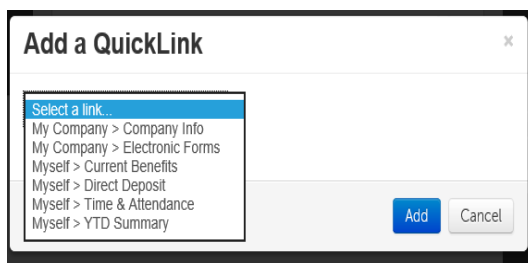 Add a QuickLink
×
Select a link...
My Company > Company Info
My Company > Electronic Forms
Myself > Current Benefits
Myself > Direct Deposit
Myself > Time & Attendance
Myself > YTD Summary
Add Cancel